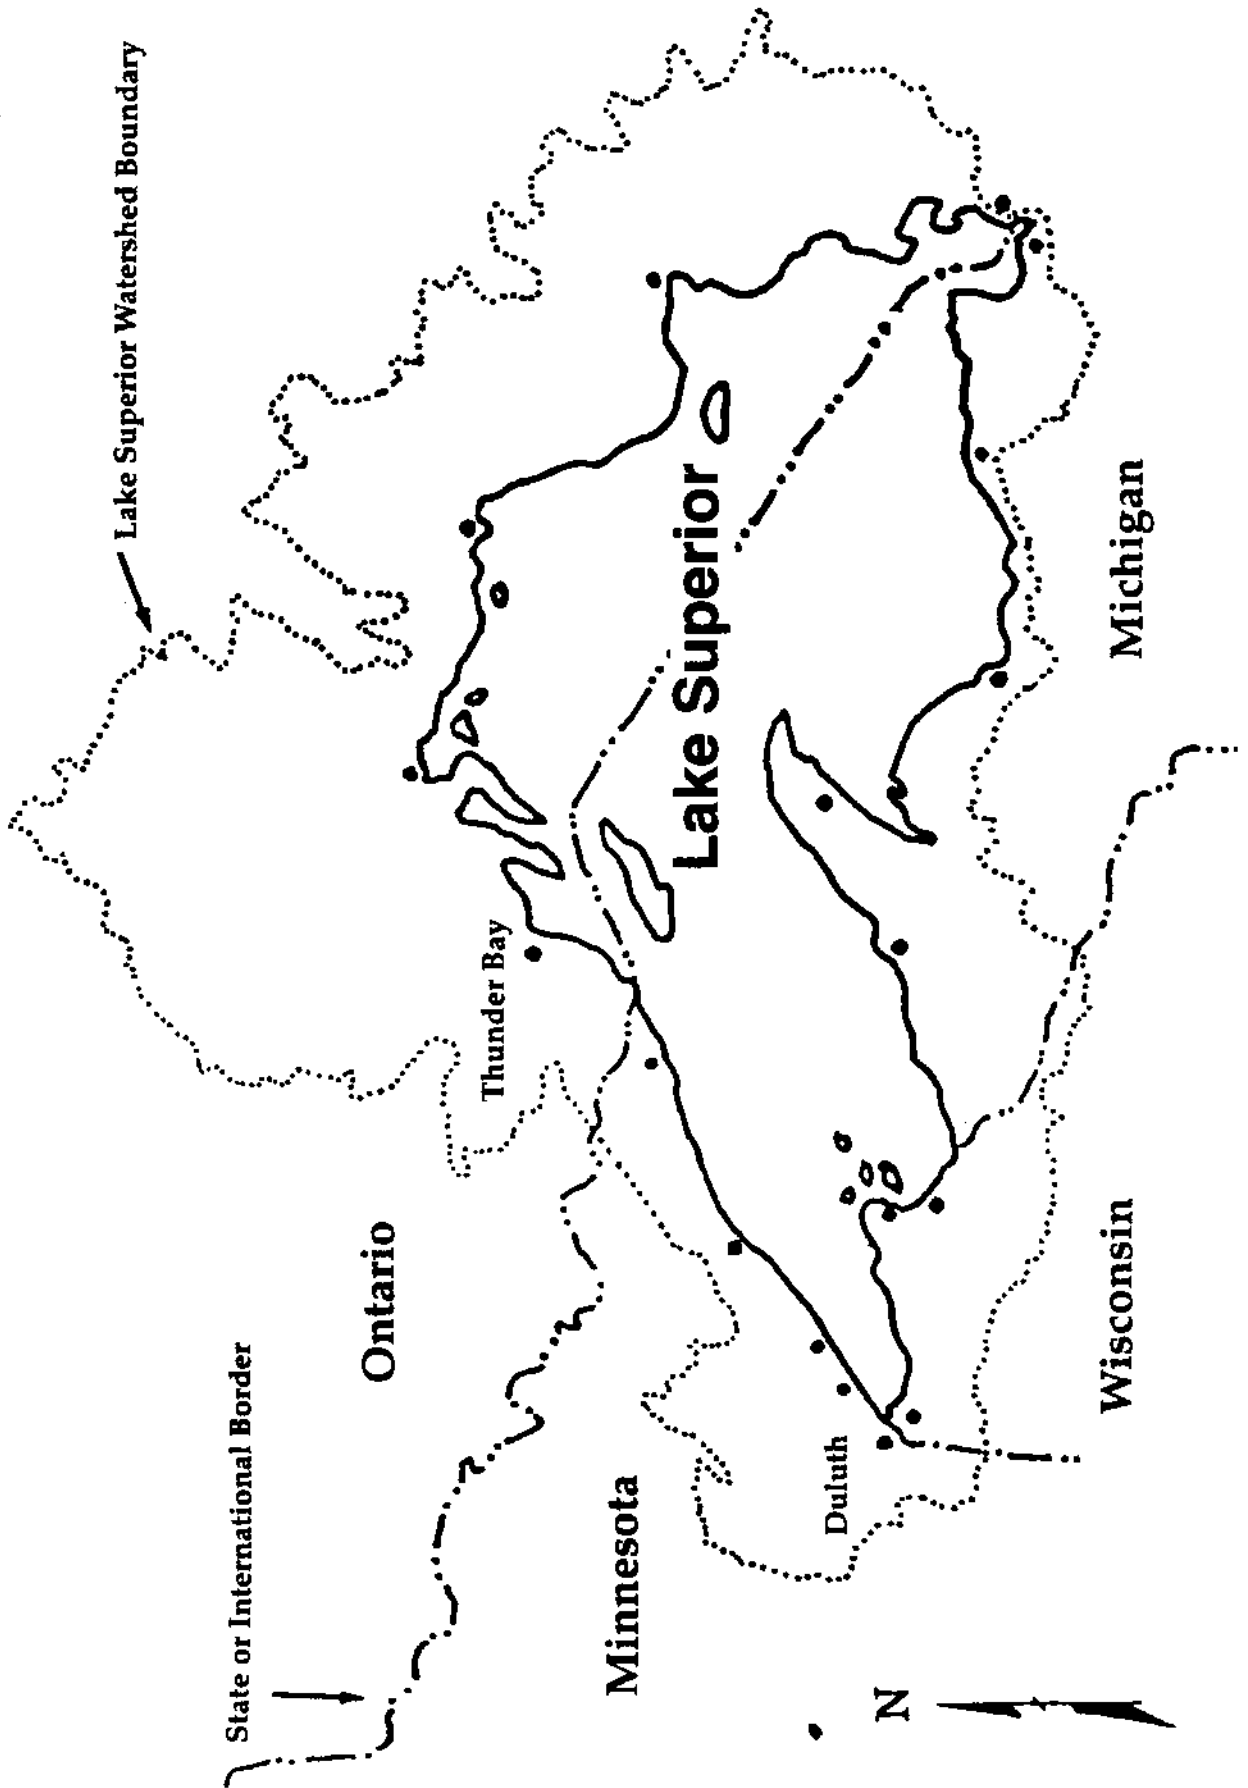 Lake Superior Watershed Boundary
State or International Border
Ontario
Thunder Bay
Minnesota
Lake Superior
Duluth
N
Wisconsin
Michigan